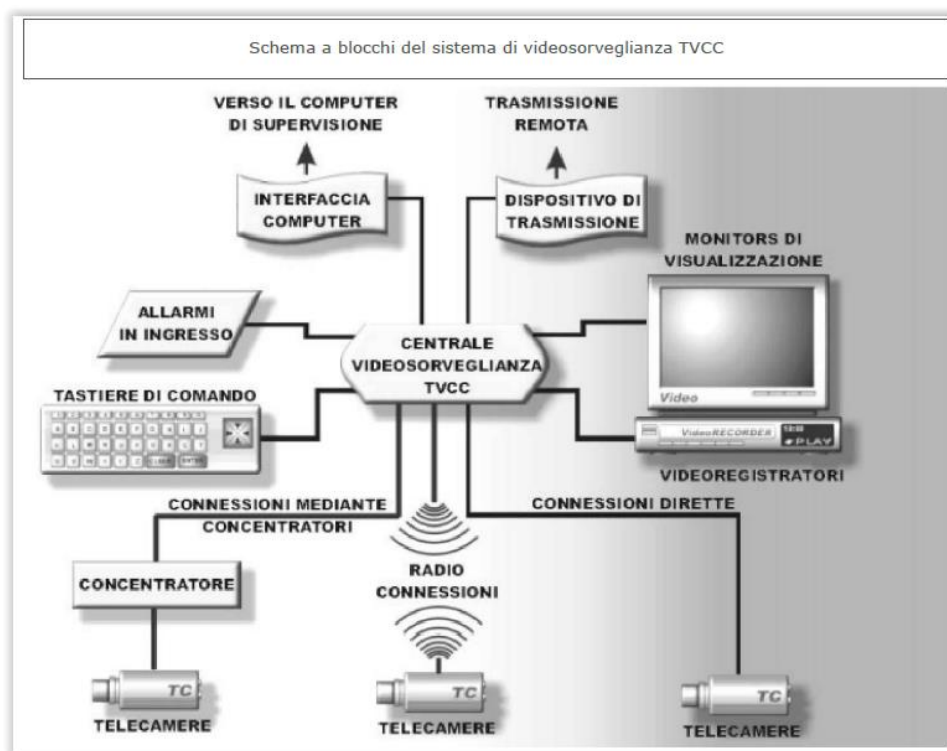 Schema a blocchi del sistema di videosorveglianza TVCC
VERSO IL COMPUTER
DI SUPERVISIONE
TRASMISSIONE
REMOTA
INTERFACCIA
COMPUTER
DISPOSITIVO DI
TRASMISSIONE
MONITORS DI
VISUALIZZAZIONE
ALLARMI
IN INGRESSO
CENTRALE
VIDEOSORVEGLIANZA
TVCC
Video
TASTIERE DI COMANDO
VideoRECORDER
PLAY
VIDEOREGISTRATORI
CONNESSIONI MEDIANTE
CONCENTRATORI
CONNESSIONI DIRETTE
CONCENTRATORE
RADIO
CONNESSIONI
TC
TELECAMERE
TC
TELECAMERE
TC
TELECAMERE